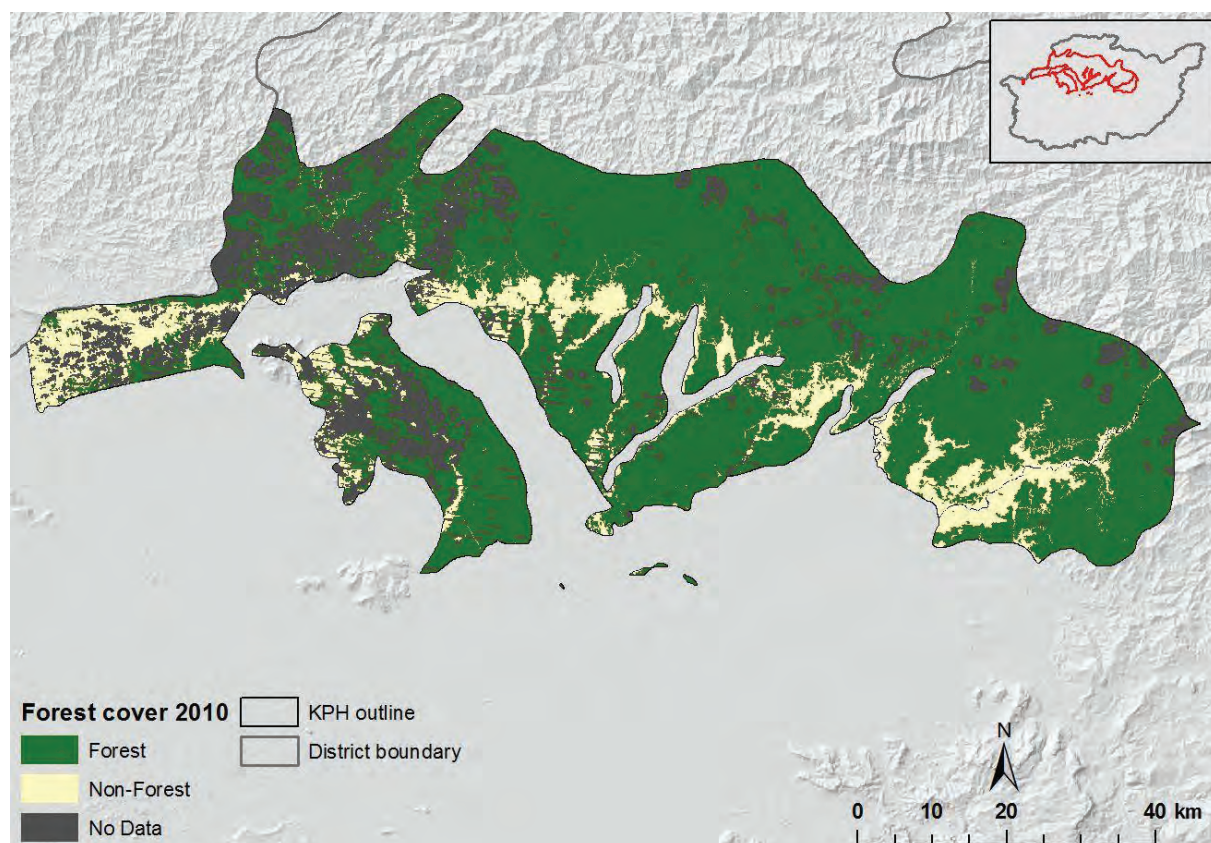 Forest cover 2010
Forest
Non-Forest
No Data
KPH outline
District boundary
N
0 10 20 40 km